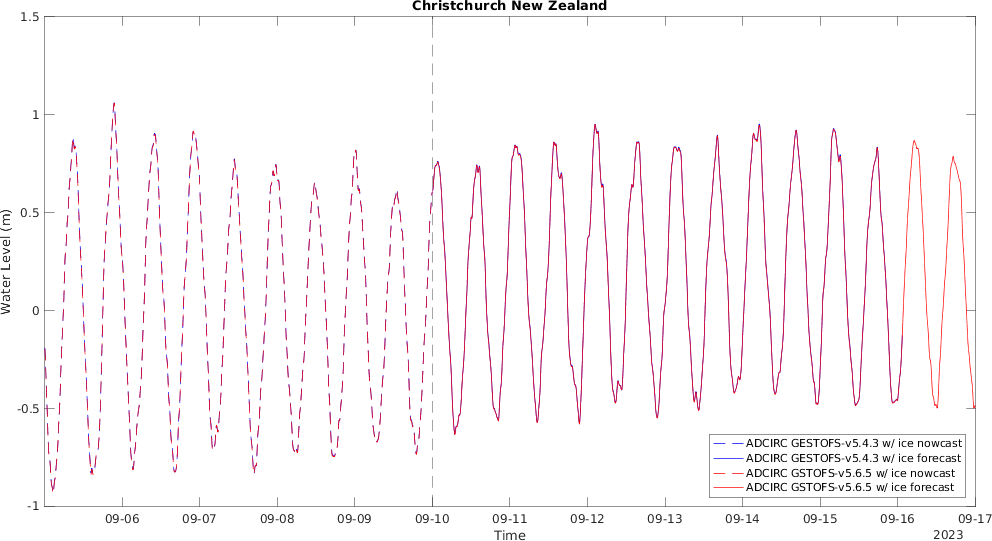 Christchurch New Zealand
1.5
1
0.5
0
-0.5
-1
Water Level (m)
09-06 09-07 09-08 09-09 09-10 09-11 09-12 09-13 09-14 09-15 09-16 09-17
Time
2023
ADCIRC GESTOFS-v5.4.3 w/ ice nowcast
ADCIRC GESTOFS-v5.4.3 w/ ice forecast
ADCIRC GSTOFS-v5.6.5 w/ ice nowcast
ADCIRC GSTOFS-v5.6.5 w/ ice forecast